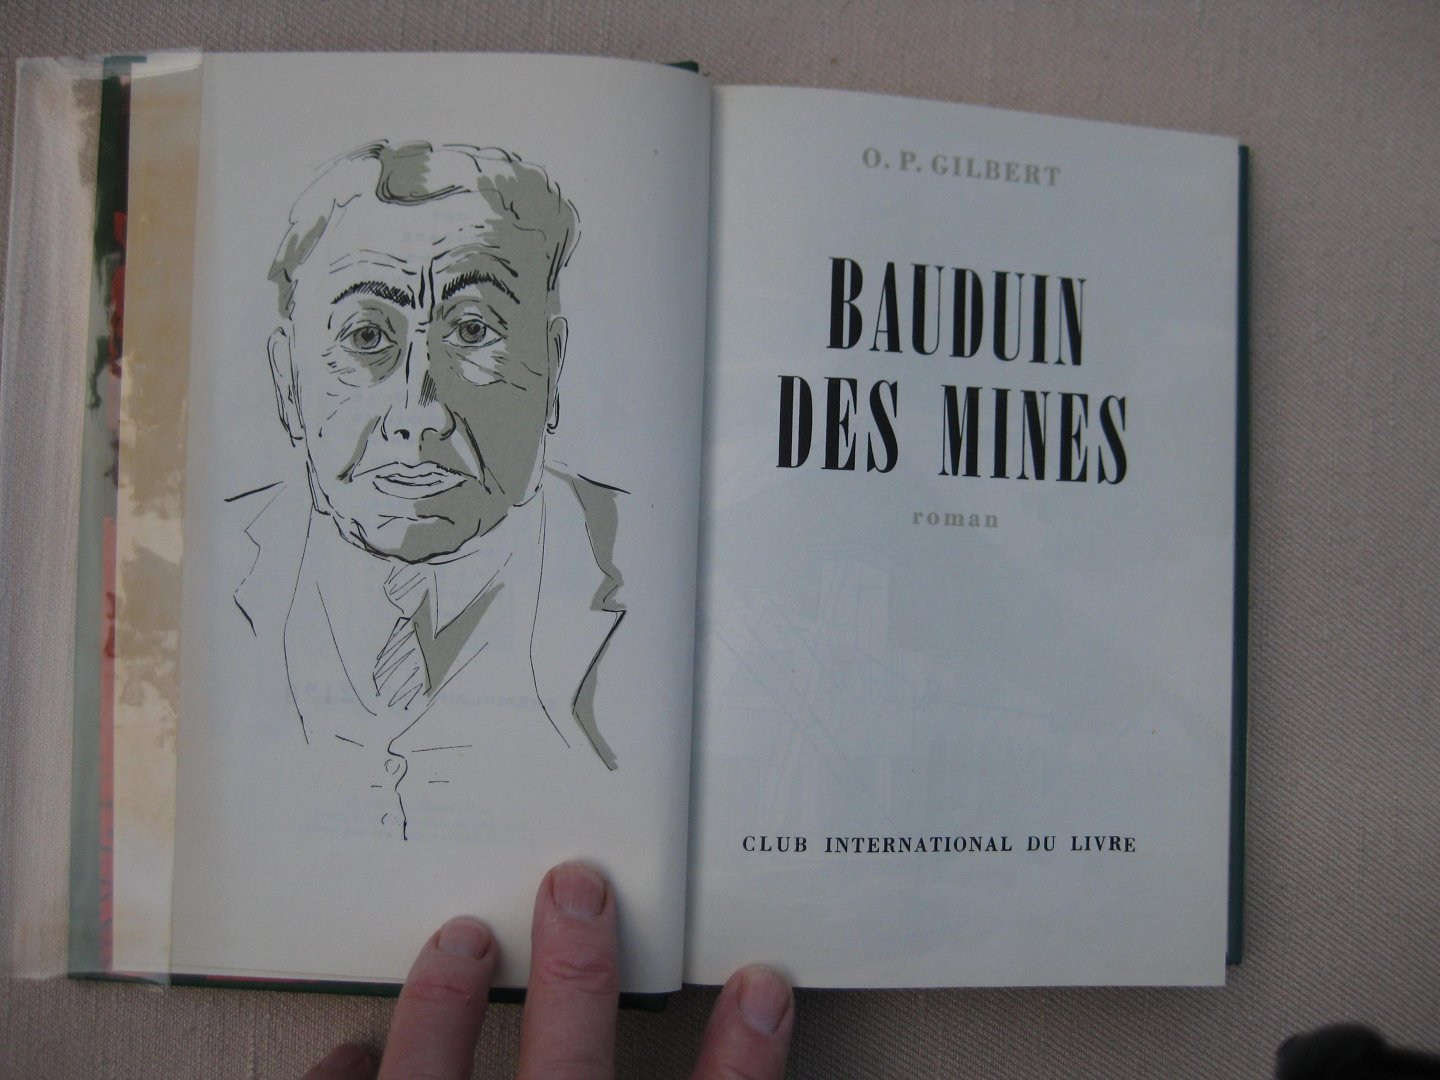 O. P. GILBERT
BAUDUIN
DES MINES
roman
CLUB INTERNATIONAL DU LIVRE